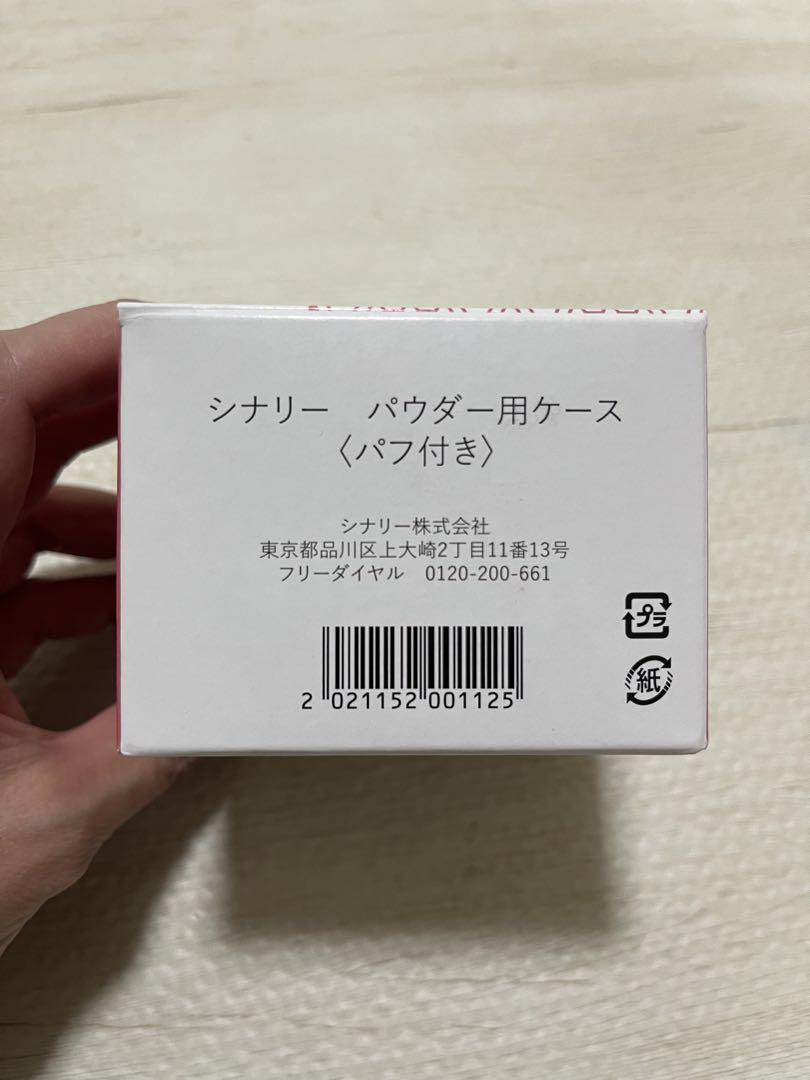 シナリー　パウダー用ケース
〈パフ付き〉
シナリー株式会社
東京都品川区上大崎2丁目11番13号
フリーダイヤル　0120-200-661
プラ
紙
2 021152 001125